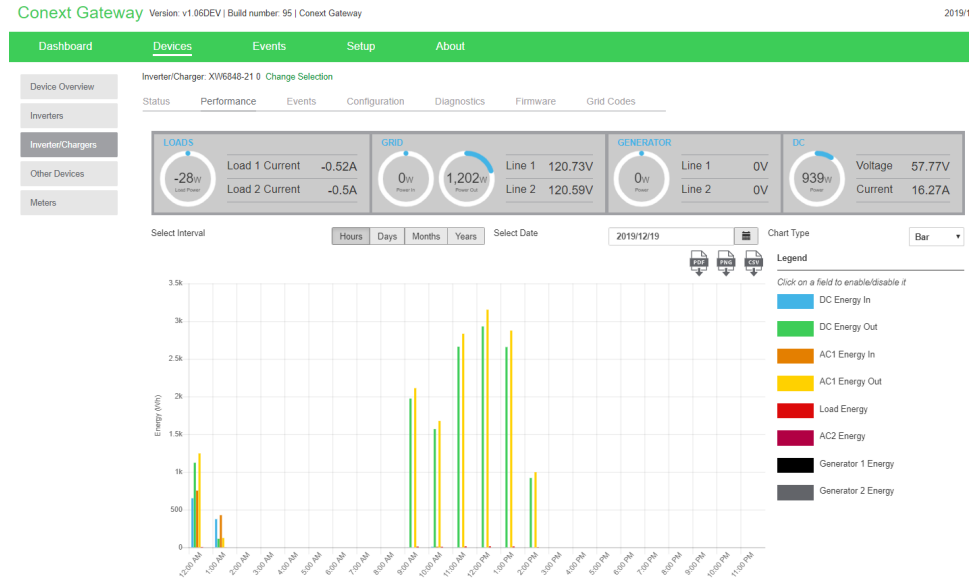 Conext Gateway Version: v1.06DEV | Build number: 95 | Conext Gateway 2019/1
Dashboard Devices Events Setup About
Device Overview
Inverters
Inverter/Chargers
Other Devices
Meters
Inverter/Charger: XW6848-21 0 Change Selection
Status Performance Events Configuration Diagnostics Firmware Grid Codes
LOADS
-28W
Load Power
Load 1 Current -0.52A
Load 2 Current -0.5A
GRID
0W
Power In
1,202W
Power Out
Line 1 120.73V
Line 2 120.59V
GENERATOR
0W
Power
Line 1 0V
Line 2 0V
DC
939W
Power
Voltage 57.77V
Current 16.27A
Select Interval Hours Days Months Years Select Date 2019/12/19 Chart Type Bar
PDF PNG CSV
Legend
Click on a field to enable/disable it
DC Energy In
DC Energy Out
AC1 Energy In
AC1 Energy Out
Load Energy
AC2 Energy
Generator 1 Energy
Generator 2 Energy
Energy (Wh)
3.5k
3k
2.5k
2k
1.5k
1k
500
0
12:00 AM 1:00 AM 2:00 AM 3:00 AM 4:00 AM 5:00 AM 6:00 AM 7:00 AM 8:00 AM 9:00 AM 10:00 AM 11:00 AM 12:00 PM 1:00 PM 2:00 PM 3:00 PM 4:00 PM 5:00 PM 6:00 PM 7:00 PM 8:00 PM 9:00 PM 10:00 PM 11:00 PM